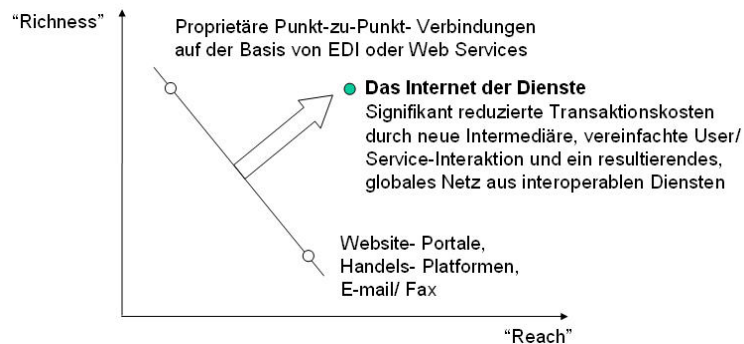 “Richness”
Proprietäre Punkt-zu-Punkt- Verbindungen
auf der Basis von EDI oder Web Services
Das Internet der Dienste
Signifikant reduzierte Transaktionskosten
durch neue Intermediäre, vereinfachte User/
Service-Interaktion und ein resultierendes,
globales Netz aus interoperablen Diensten
Website- Portale,
Handels- Platformen,
E-mail/ Fax
“Reach”